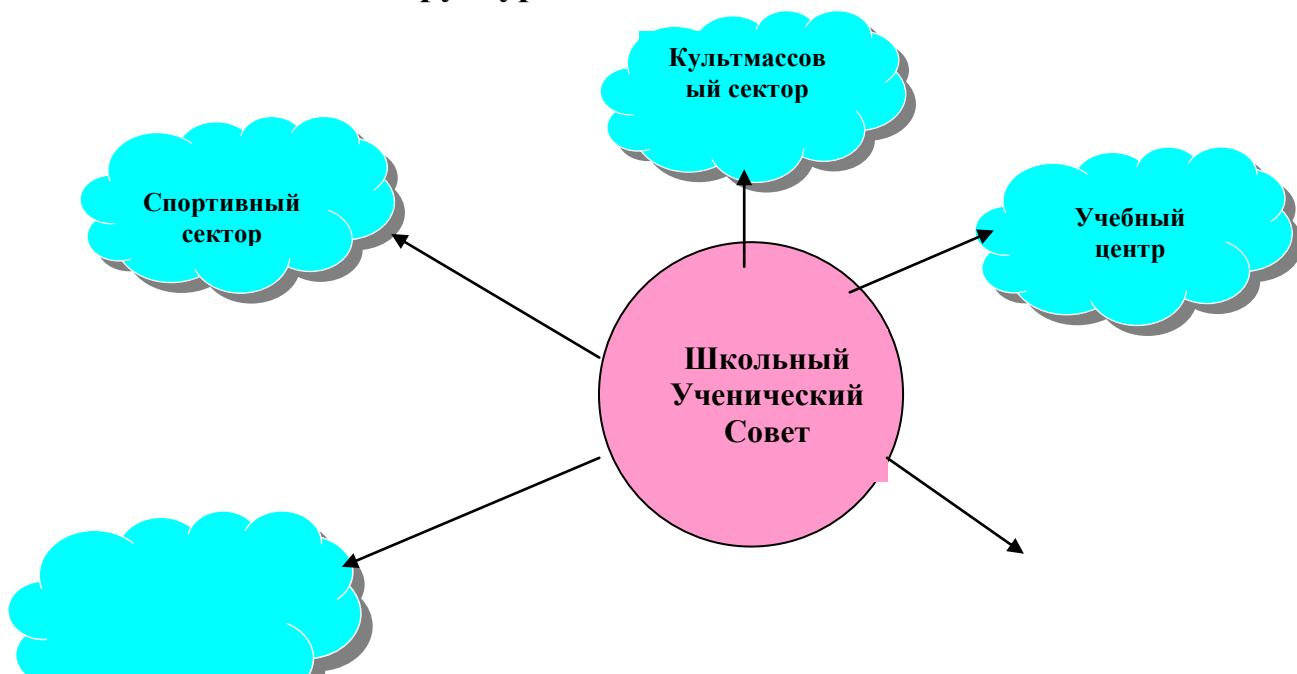 Культмассов
ый сектор
Спортивный
сектор
Учебный
центр
Школьный
Ученический
Совет